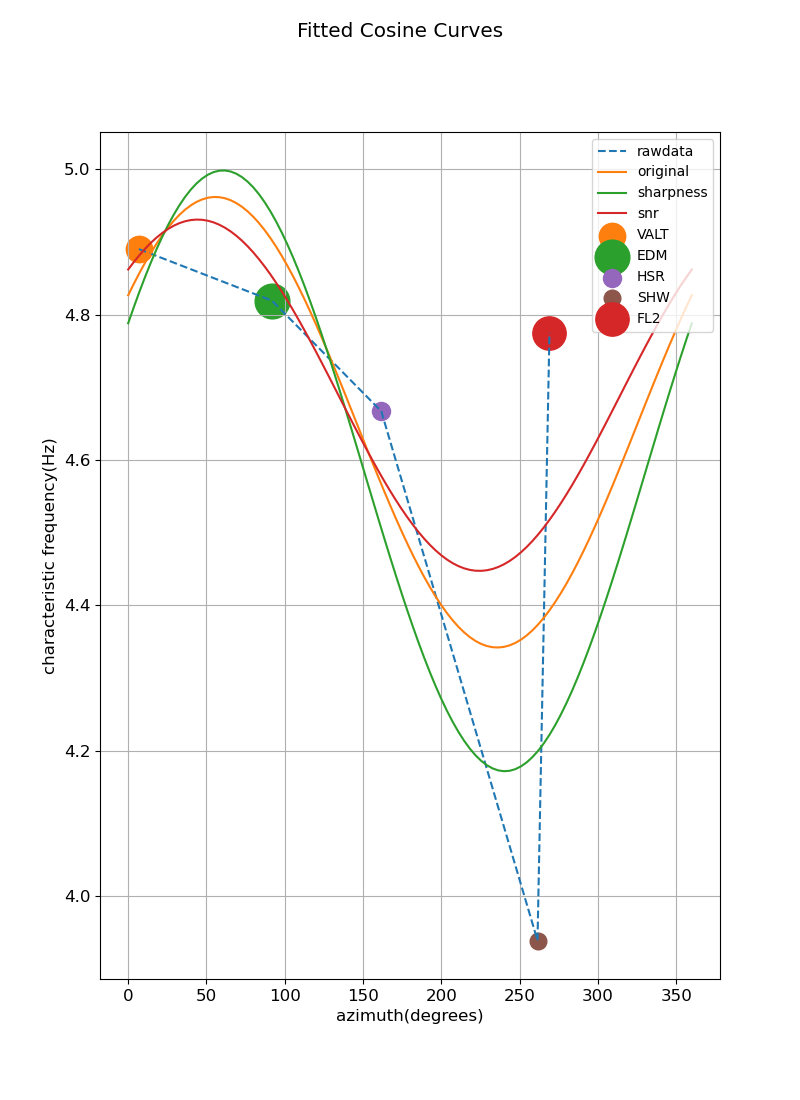 Fitted Cosine Curves
rawdata
original
sharpness
snr
VALT
EDM
HSR
SHW
FL2
5.0
4.8
4.6
4.4
4.2
4.0
characteristic frequency(Hz)
0 50 100 150 200 250 300 350
azimuth(degrees)